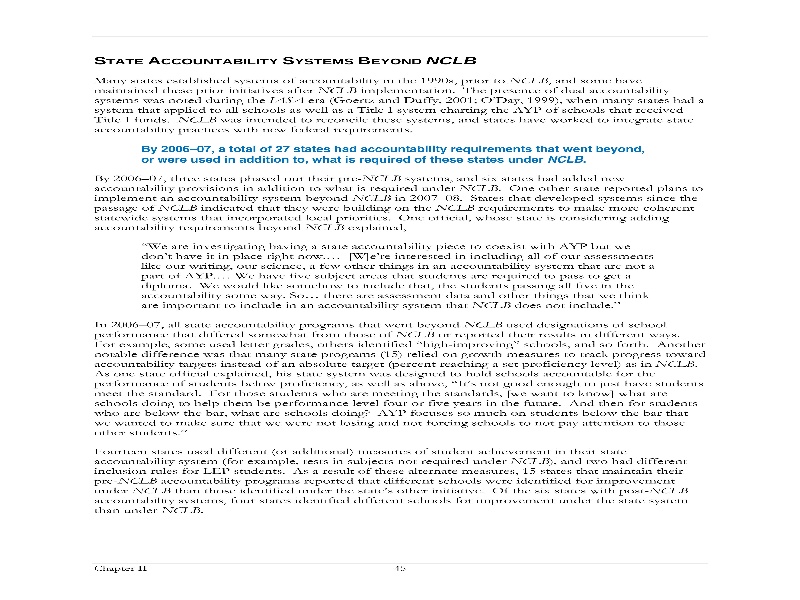 STATE ACCOUNTABILITY SYSTEMS BEYOND NCLB
Many states established systems of accountability in the 1990s, prior to NCLB, and some have
maintained these prior initiatives after NCLB implementation. The presence of dual accountability
systems was noted during the IASA era (Goertz and Duffy, 2001; O'Day, 1999), when many states had a
system that applied to all schools as well as a Title I system charting the AYP of schools that received
Title I funds. NCLB was intended to reconcile these systems, and states have worked to integrate state
accountability practices with new federal requirements.
By 2006–07, a total of 27 states had accountability requirements that went beyond,
or were used in addition to, what is required of these states under NCLB.
By 2006–07, three states phased out their pre-NCLB systems, and six states had added new
accountability provisions in addition to what is required under NCLB. One other state reported plans to
implement an accountability system beyond NCLB in 2007–08. States that developed systems since the
passage of NCLB indicated that they were building on the NCLB requirements to make more coherent
statewide systems that incorporated local priorities. One official, whose state is considering adding
accountability requirements beyond NCLB explained,
"We are investigating having a state accountability piece to coexist with AYP but we
don't have it in place right now.… [W]e're interested in including all of our assessments
like our writing, our science, a few other things in an accountability system that are not a
part of AYP.… We have five subject areas that students are required to pass to get a
diploma. We would like somehow to include that, the students passing all five in the
accountability some way. So… there are assessment data and other things that we think
are important to include in an accountability system that NCLB does not include."
In 2006–07, all state accountability programs that went beyond NCLB used designations of school
performance that differed somewhat from those of NCLB or reported their results in different ways.
For example, some used letter grades, others identified "high-improving" schools, and so forth. Another
notable difference was that many state programs (15) relied on growth measures to track progress toward
accountability targets instead of an absolute target (percent reaching a set proficiency level) as in NCLB.
As one state official explained, his state system was designed to hold schools accountable for the
performance of students below proficiency, as well as above, "It's not good enough to just have students
meet the standard. For those students who are meeting the standards, [we want to know] what are
schools doing to help them be performance level four or five years in the future. And then for students
who are below the bar, what are schools doing? AYP focuses so much on students below the bar that
we wanted to make sure that we were not losing and not forcing schools to not pay attention to those
other students."
Fourteen states used different (or additional) measures of student achievement in their state
accountability system (for example, tests in subjects not required under NCLB), and two had different
inclusion rules for LEP students. As a result of these alternate measures, 15 states that maintain their
pre-NCLB accountability programs reported that different schools were identified for improvement
under NCLB than those identified under the state's other initiative. Of the six states with post-NCLB
accountability systems, four states identified different schools for improvement under the state system
than under NCLB.
Chapter II 45